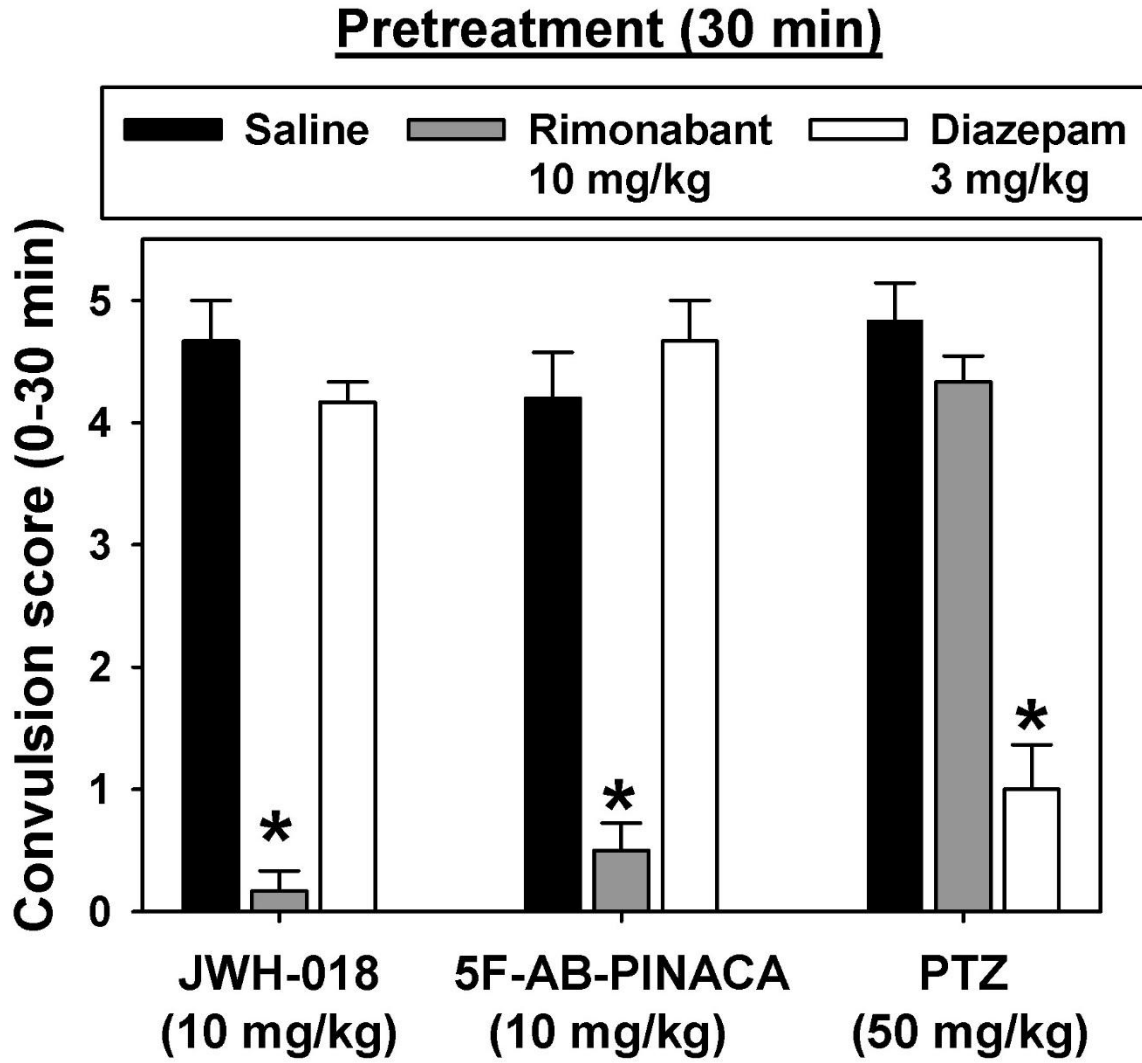 Pretreatment (30 min)
Saline Rimonabant Diazepam
10 mg/kg 3 mg/kg
Convulsion score (0-30 min)
5
4
3
2
1
0
*
*
*
JWH-018 5F-AB-PINACA PTZ
(10 mg/kg) (10 mg/kg) (50 mg/kg)